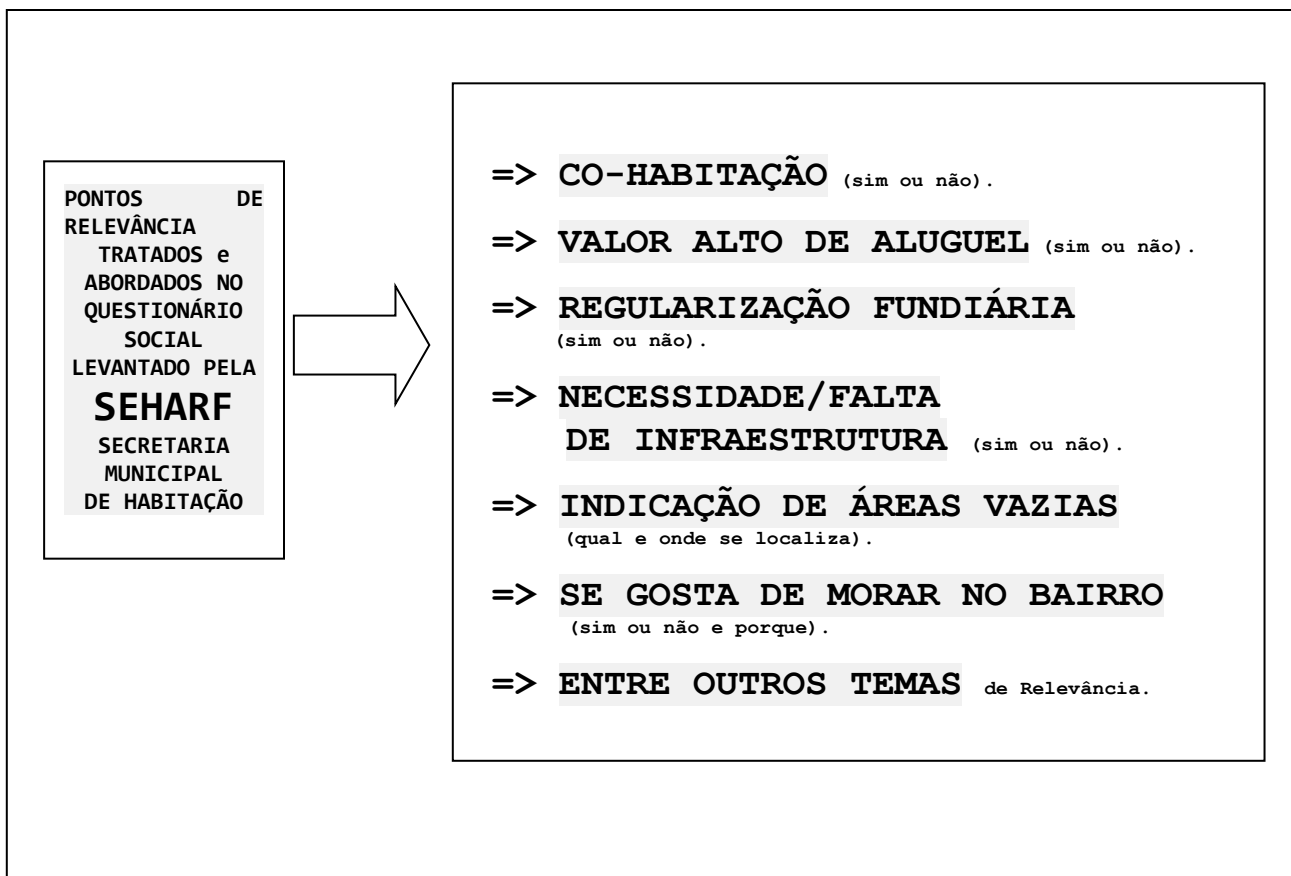 PONTOS DE
RELEVÂNCIA
TRATADOS e
ABORDADOS NO
QUESTIONÁRIO
SOCIAL
LEVANTADO PELA
SEHARF
SECRETARIA
MUNICIPAL
DE HABITAÇÃO
=> CO-HABITAÇÃO (sim ou não).
=> VALOR ALTO DE ALUGUEL (sim ou não).
=> REGULARIZAÇÃO FUNDIÁRIA
(sim ou não).
=> NECESSIDADE/FALTA
DE INFRAESTRUTURA (sim ou não).
=> INDICAÇÃO DE ÁREAS VAZIAS
(qual e onde se localiza).
=> SE GOSTA DE MORAR NO BAIRRO
(sim ou não e porque).
=> ENTRE OUTROS TEMAS de Relevância.